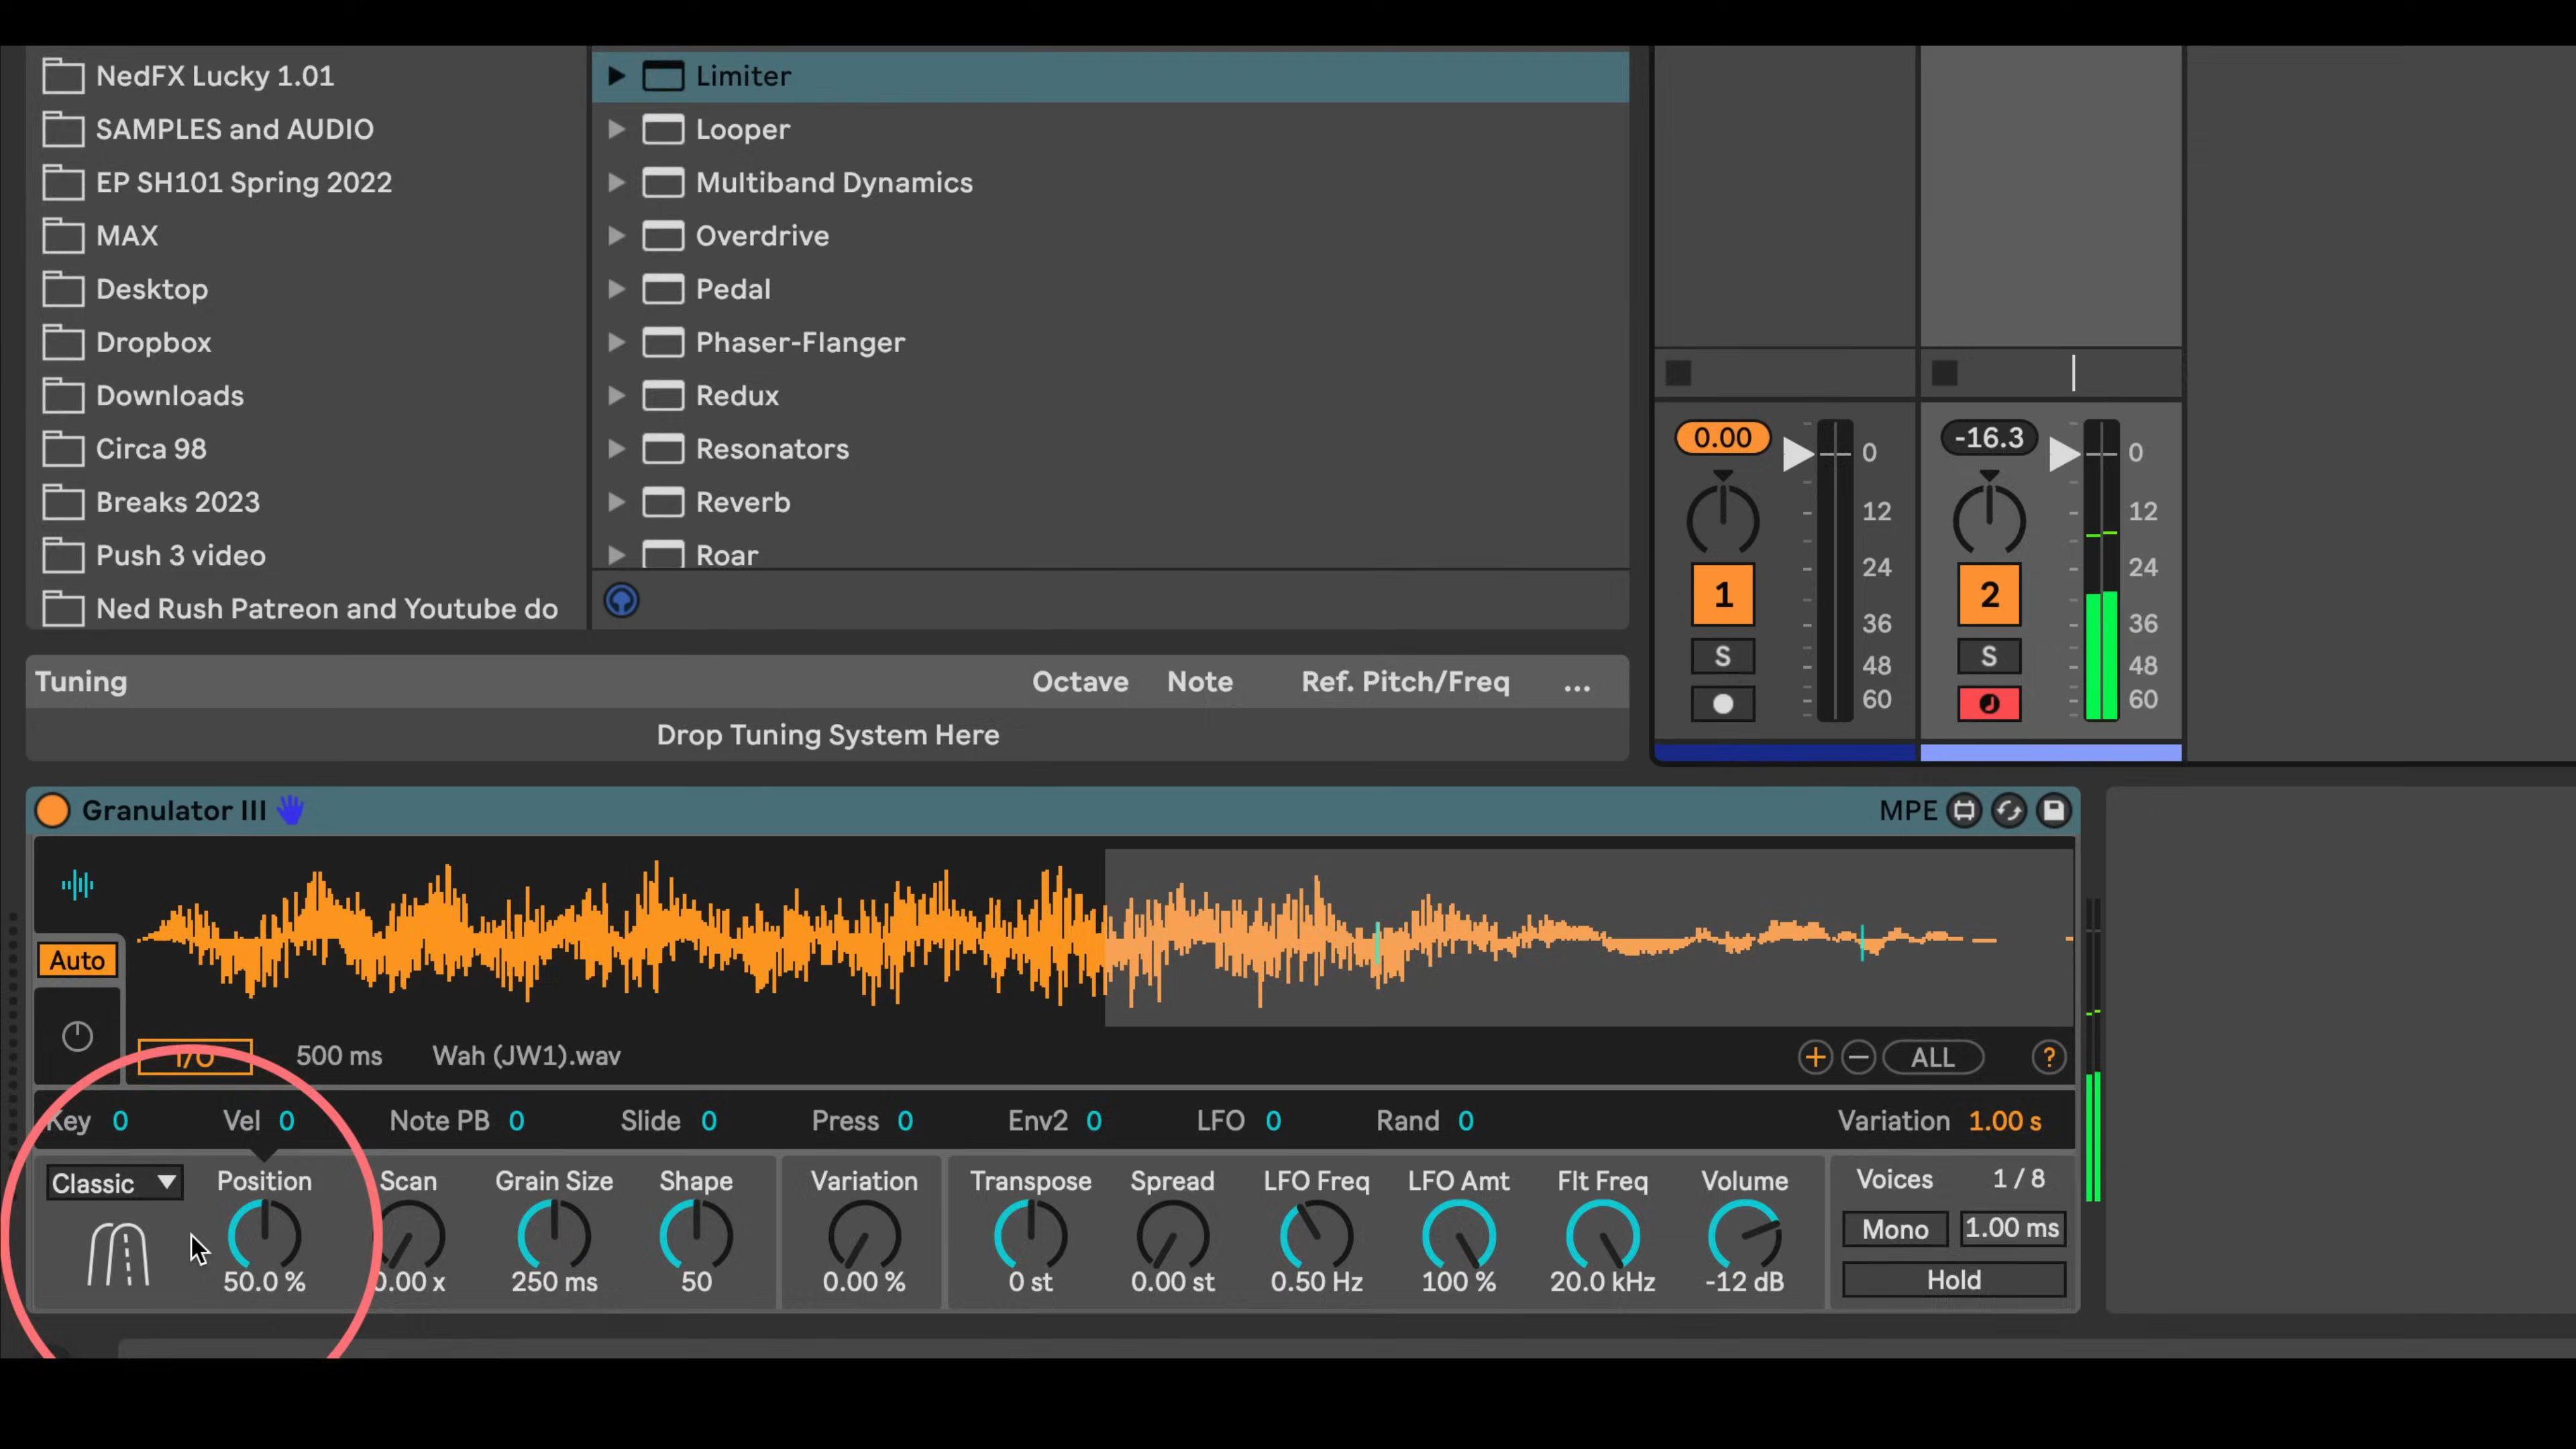 NedFX Lucky 1.01
SAMPLES and AUDIO
EP SH101 Spring 2022
MAX
Desktop
Dropbox
Downloads
Circa 98
Breaks 2023
Push 3 video
Ned Rush Patreon and Youtube do
Limiter
Looper
Multiband Dynamics
Overdrive
Pedal
Phaser-Flanger
Redux
Resonators
Reverb
Roar
0.00
0
12
24
36
48
60
1
S
-16.3
0
12
24
36
48
60
2
S
Tuning Octave Note Ref. Pitch/Freq ...
Drop Tuning System Here
Granulator III MPE
Auto
I/O 500 ms Wah (JW1).wav ALL ?
Key 0 Vel 0 Note PB 0 Slide 0 Press 0 Env2 0 LFO 0 Rand 0 Variation 1.00 s
Classic Position Scan Grain Size Shape Variation Transpose Spread LFO Freq LFO Amt Flt Freq Volume Voices 1 / 8
Mono 1.00 ms
50.0 % 0.00 x 250 ms 50 0.00 % 0 st 0.00 st 0.50 Hz 100 % 20.0 kHz -12 dB Hold